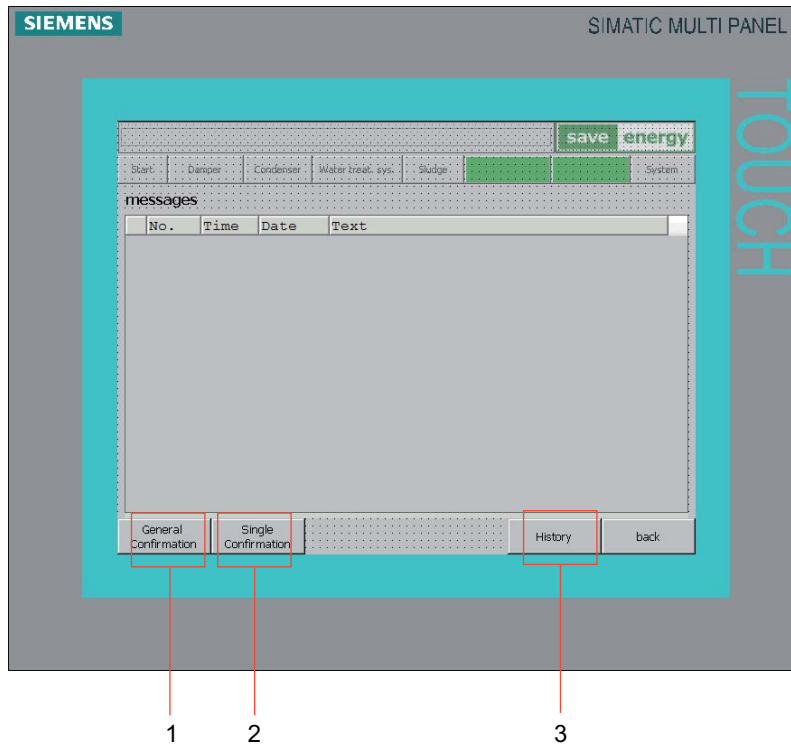 SIEMENS
SIMATIC MULTI PANEL
TOUCH
save energy
Start Damper Condenser Water treat. sys. Sludge System
messages
No. Time Date Text
General Confirmation
Single Confirmation
History
back
1 2 3